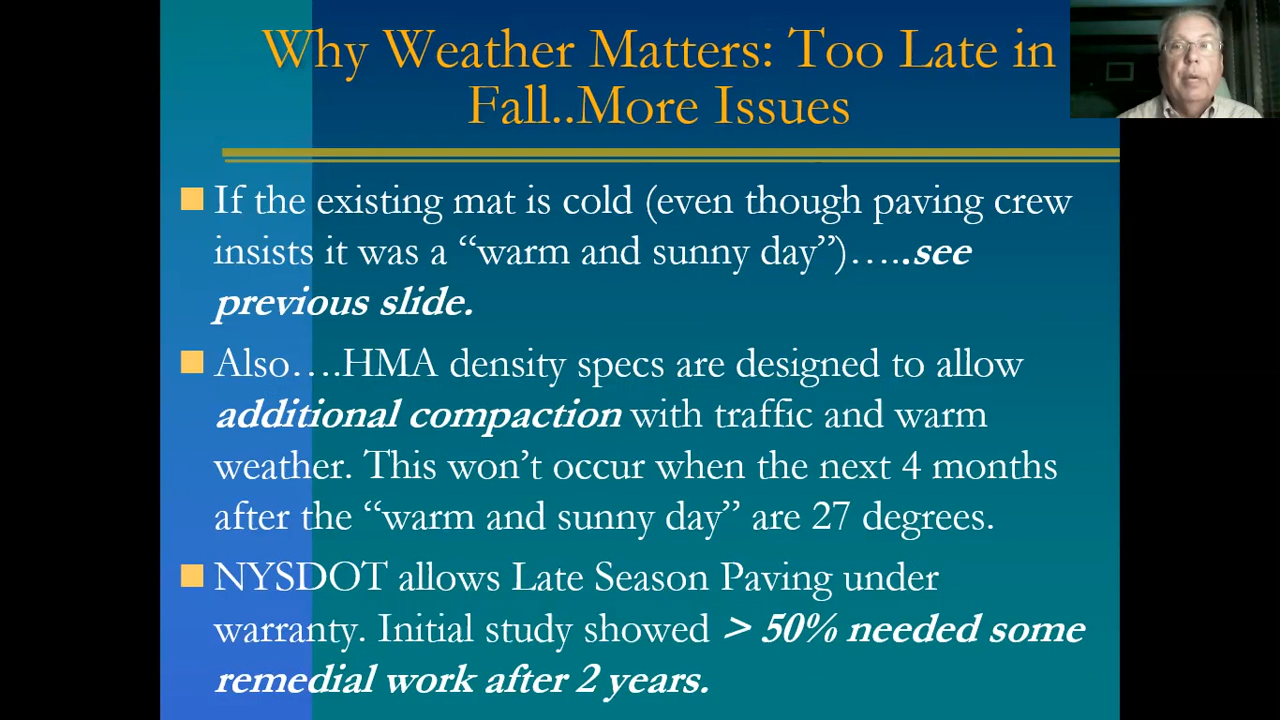 Why Weather Matters: Too Late in
Fall..More Issues
If the existing mat is cold (even though paving crew
insists it was a “warm and sunny day”)…..see
previous slide.
Also….HMA density specs are designed to allow
additional compaction with traffic and warm
weather. This won’t occur when the next 4 months
after the “warm and sunny day” are 27 degrees.
NYSDOT allows Late Season Paving under
warranty. Initial study showed > 50% needed some
remedial work after 2 years.